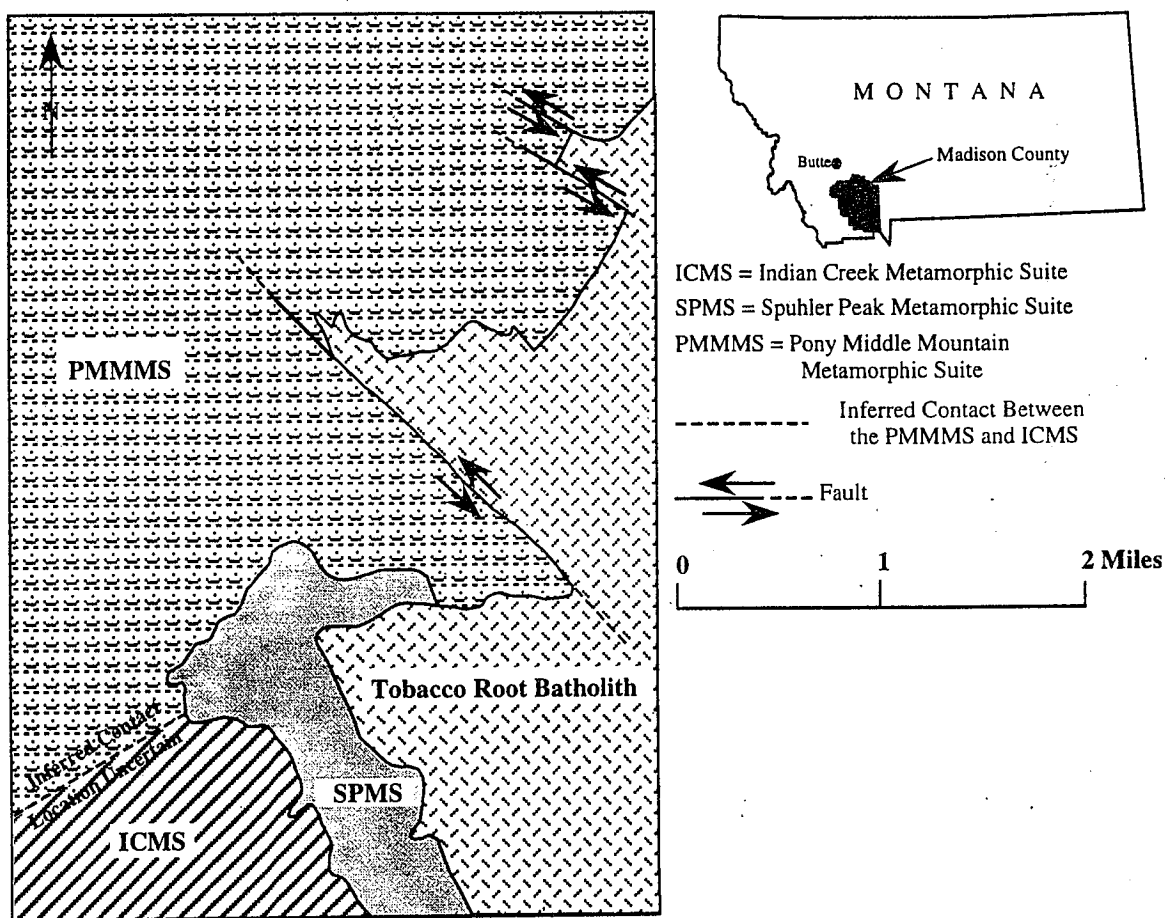 N
PMMMS
Tobacco Root Batholith
Inferred Contact
Location Uncertain
SPMS
ICMS
MONTANA
Butte
Madison County
ICMS = Indian Creek Metamorphic Suite
SPMS = Spuhler Peak Metamorphic Suite
PMMMS = Pony Middle Mountain
Metamorphic Suite
Inferred Contact Between
the PMMMS and ICMS
Fault
0 1 2 Miles